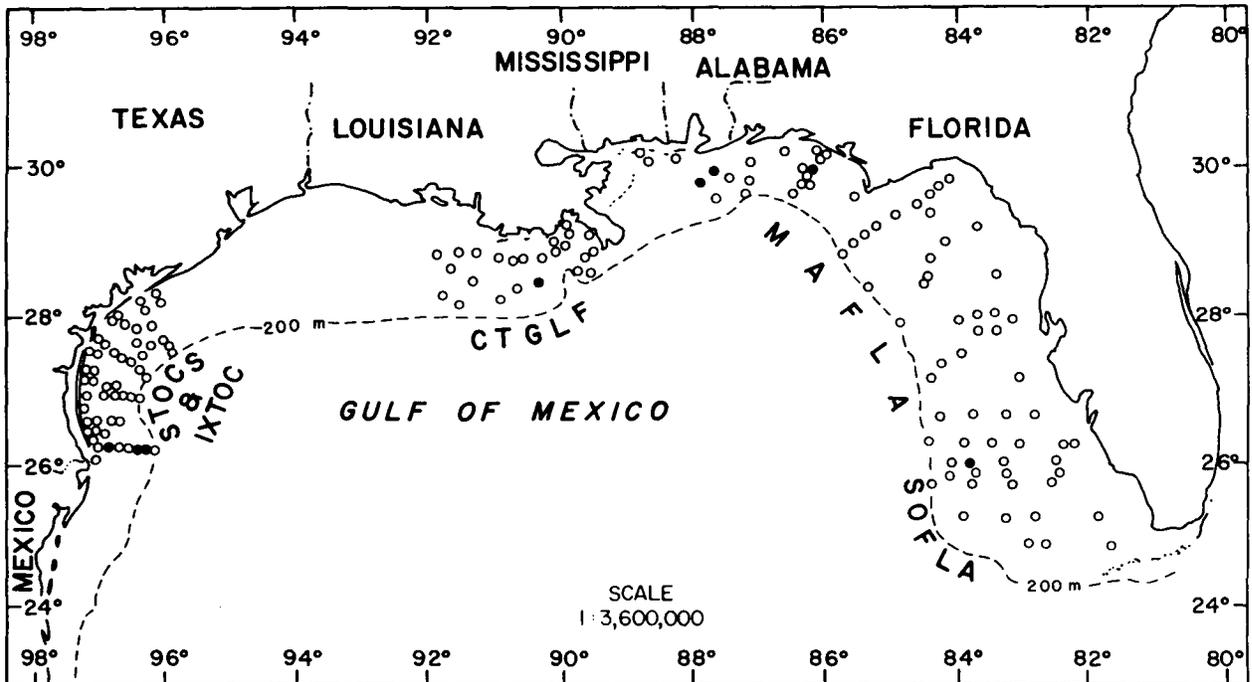 98° 96° 94° 92° 90° 88° 86° 84° 82° 80°
MISSISSIPPI
ALABAMA
TEXAS
LOUISIANA
FLORIDA
30° 30°
MAFLA
28° 28°
200 m
CTGLF
STOCS
&
IXTOC
GULF OF MEXICO
26° 26°
SOFLA
MEXICO
200 m
SCALE
1:3,600,000
24° 24°
98° 96° 94° 92° 90° 88° 86° 84° 82° 80°